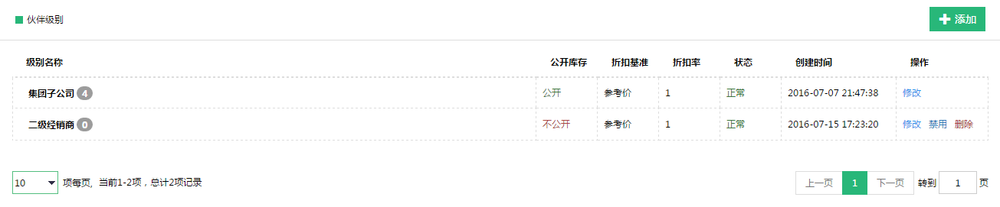 伙伴级别 添加
级别名称 公开库存 折扣基准 折扣率 状态 创建时间 操作
集团子公司 4 公开 参考价 1 正常 2016-07-07 21:47:38 修改
二级经销商 0 不公开 参考价 1 正常 2016-07-15 17:23:20 修改 禁用 删除
10 项每页, 当前1-2项，总计2项记录 上一页 1 下一页 转到 1 页